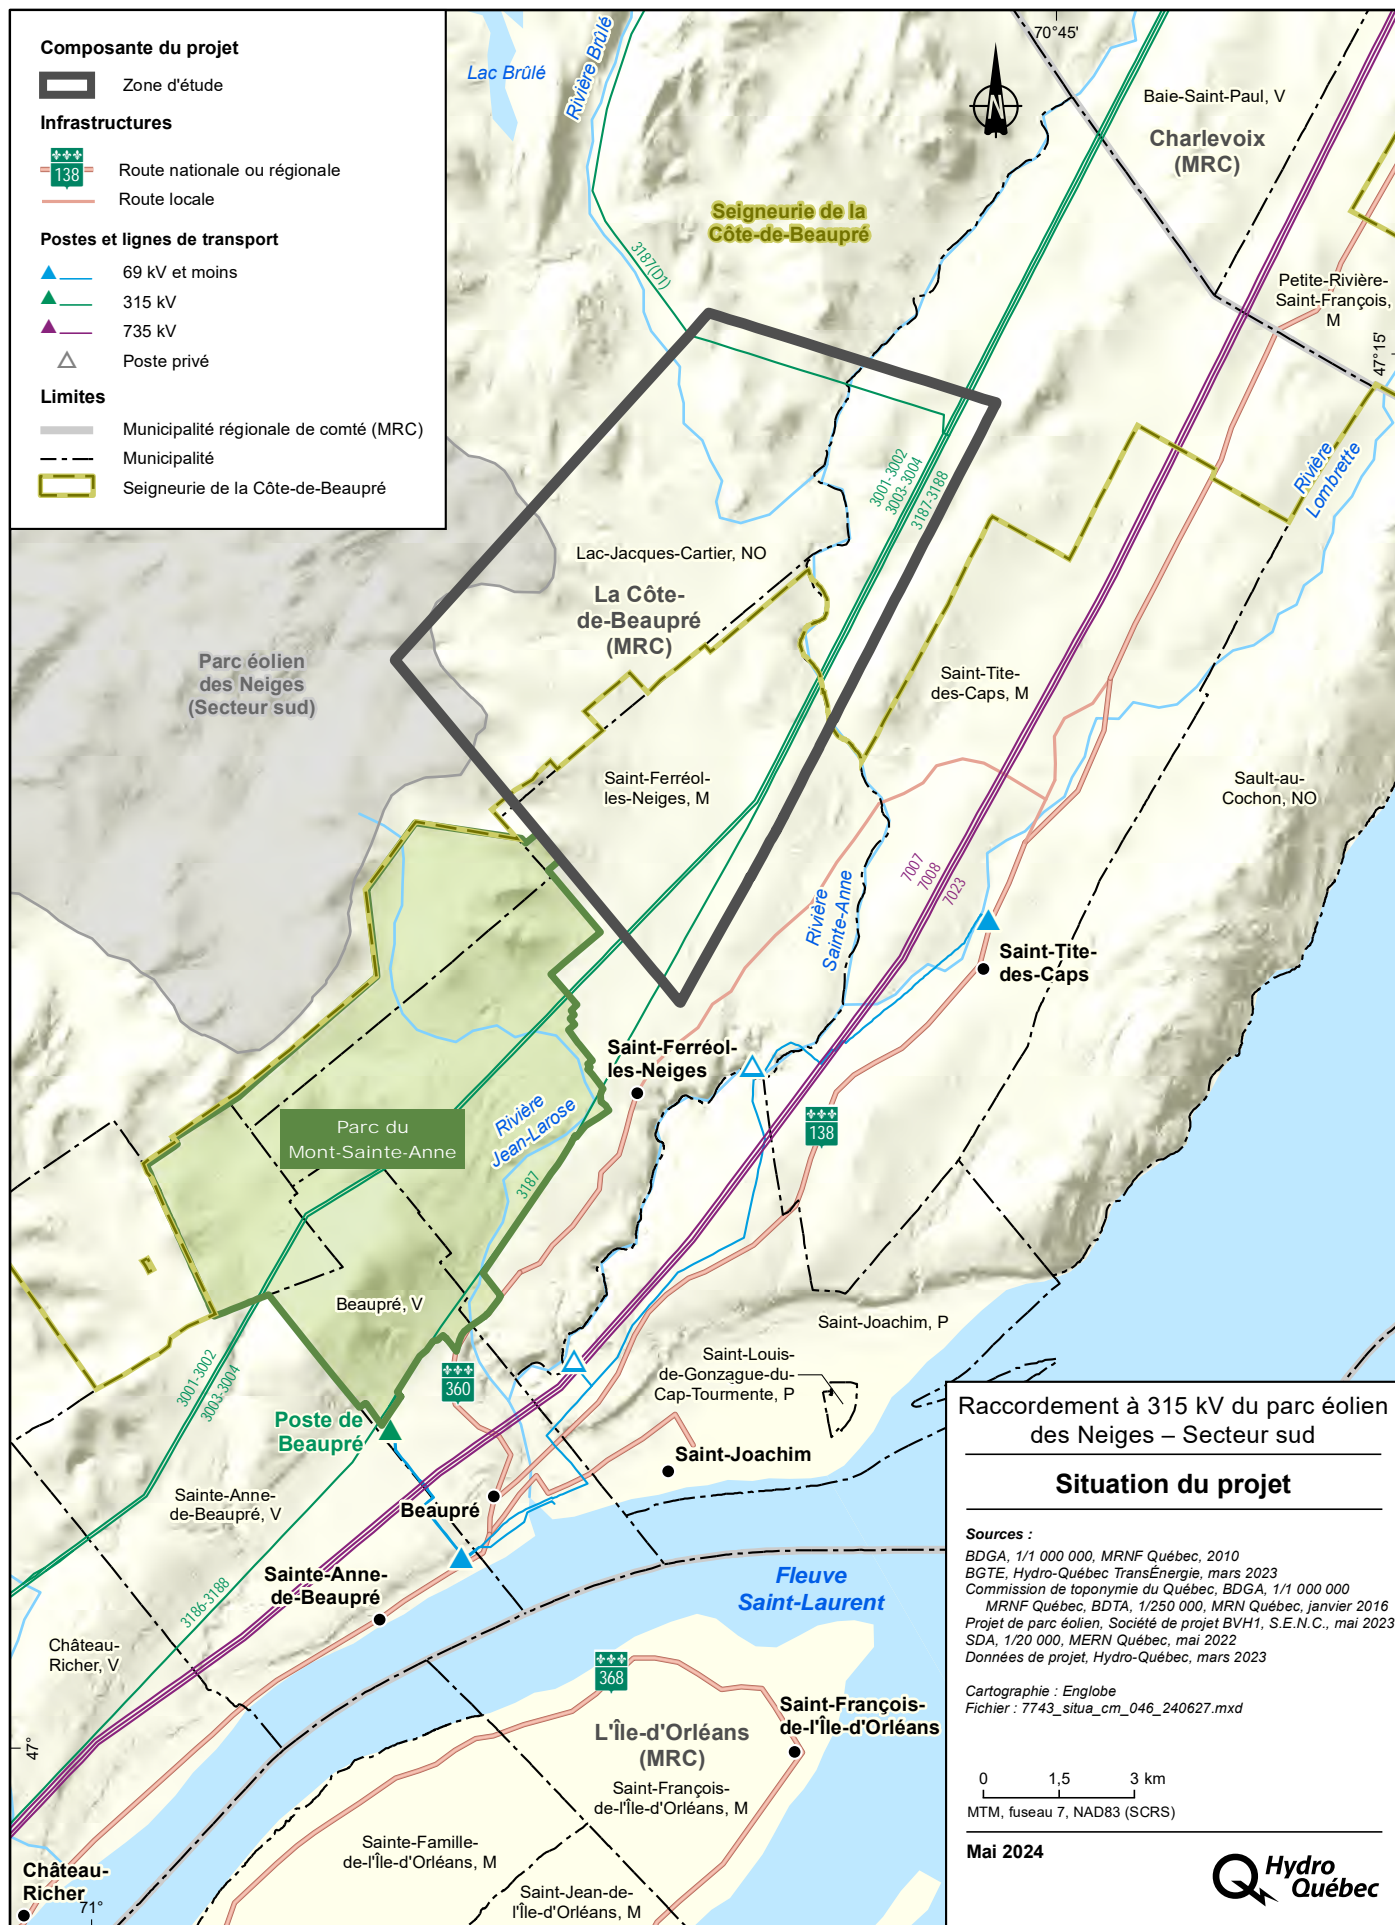 Composante du projet
Zone d'étude
Infrastructures
138
Route nationale ou régionale
Route locale
Postes et lignes de transport
69 kV et moins
315 kV
735 kV
Poste privé
Limites
Municipalité régionale de comté (MRC)
Municipalité
Seigneurie de la Côte-de-Beaupré
70°45'
Lac Brûlé
Rivière Brûlé
N
Baie-Saint-Paul, V
Charlevoix
(MRC)
Seigneurie de la
Côte-de-Beaupré
3187(D1)
Petite-Rivière-
Saint-François,
M
47°15'
Rivière
Lombrette
3001-3002
3003-3004
3187-3188
Lac-Jacques-Cartier, NO
La Côte-
de-Beaupré
(MRC)
Parc éolien
des Neiges
(Secteur sud)
Saint-Tite-
des-Caps, M
Saint-Ferréol-
les-Neiges, M
Sault-au-
Cochon, NO
7007
7008
7023
Rivière
Sainte-Anne
Saint-Tite-
des-Caps
Saint-Ferréol-
les-Neiges
Parc du
Mont-Sainte-Anne
Rivière
Jean-Larose
138
3187
Beaupré, V
Saint-Joachim, P
3001-3002
3003-3004
360
Saint-Louis-
de-Gonzague-du-
Cap-Tourmente, P
Poste de
Beaupré
Saint-Joachim
Sainte-Anne-
de-Beaupré, V
Beaupré
Sainte-Anne-
de-Beaupré
3186-3188
Fleuve
Saint-Laurent
Château-
Richer, V
368
47°
L'Île-d'Orléans
(MRC)
Saint-François-
de-l'Île-d'Orléans
Saint-François-
de-l'Île-d'Orléans, M
Sainte-Famille-
de-l'Île-d'Orléans, M
Saint-Jean-de-
l'Île-d'Orléans, M
Château-
Richer
71°
Raccordement à 315 kV du parc éolien
des Neiges – Secteur sud
Situation du projet
Sources :
BDGA, 1/1 000 000, MRNF Québec, 2010
BGTE, Hydro-Québec TransÉnergie, mars 2023
Commission de toponymie du Québec, BDGA, 1/1 000 000
MRNF Québec, BDTA, 1/250 000, MRN Québec, janvier 2016
Projet de parc éolien, Société de projet BVH1, S.E.N.C., mai 2023
SDA, 1/20 000, MERN Québec, mai 2022
Données de projet, Hydro-Québec, mars 2023
Cartographie : Englobe
Fichier : 7743_situa_cm_046_240627.mxd
0 1,5 3 km
MTM, fuseau 7, NAD83 (SCRS)
Mai 2024
Hydro
Québec